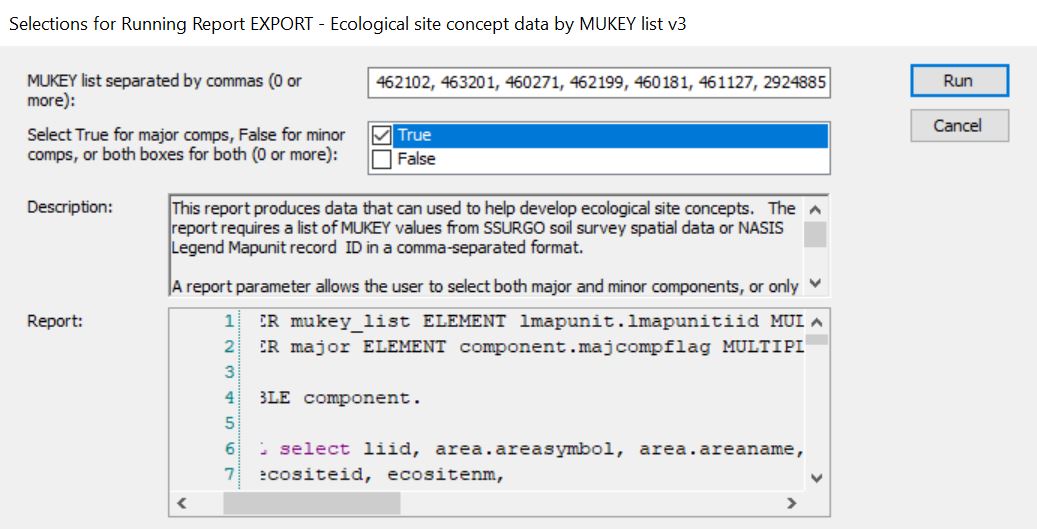 Selections for Running Report EXPORT - Ecological site concept data by MUKEY list v3
MUKEY list separated by commas (0 or
more):
462102, 463201, 460271, 462199, 460181, 461127, 2924885
Run
Cancel
Select True for major comps, False for minor
comps, or both boxes for both (0 or more):
True
False
Description:
This report produces data that can used to help develop ecological site concepts. The
report requires a list of MUKEY values from SSURGO soil survey spatial data or NASIS
Legend Mapunit record ID in a comma-separated format.
A report parameter allows the user to select both major and minor components, or only
Report:
1 ER mukey_list ELEMENT lmapunit.lmapunitiid MUL
2 ER major ELEMENT component.majcompflag MULTIPL
3
4 BLE component.
5
6 L select liid, area.areasymbol, area.areaname,
7 ecositeid, ecositenm,